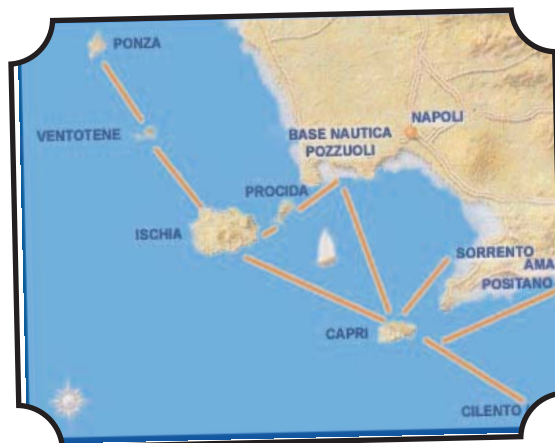 PONZA
NAPOLI
VENTOTENE
BASE NAUTICA
POZZUOLI
PROCIDA
ISCHIA
SORRENTO
AMA
POSITANO
CAPRI
CILENTO